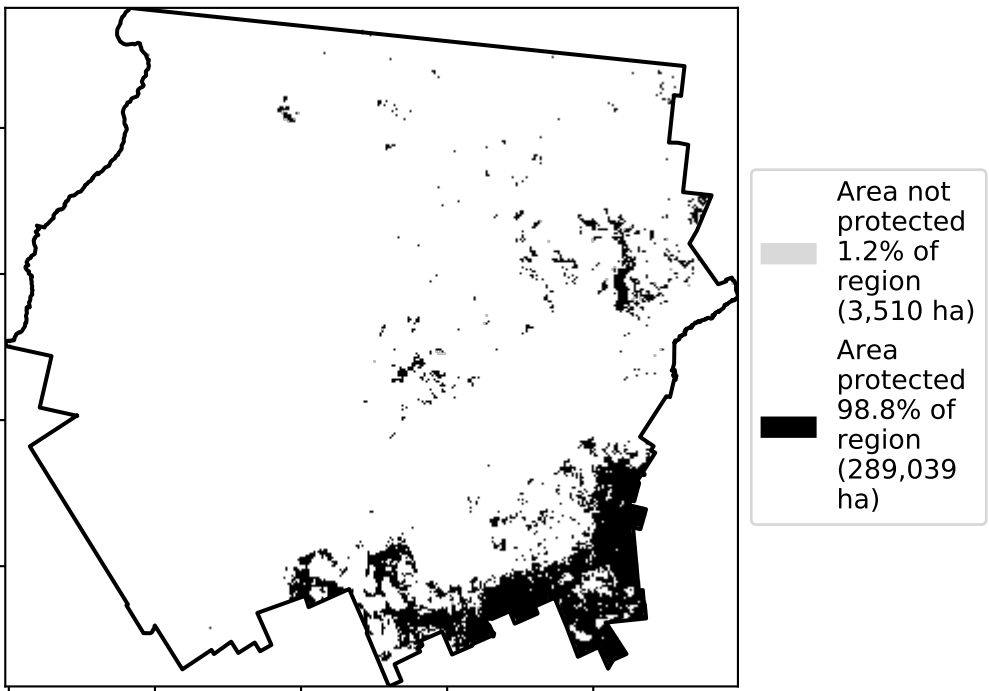 Area not
protected
1.2% of
region
(3,510 ha)
Area
protected
98.8% of
region
(289,039
ha)